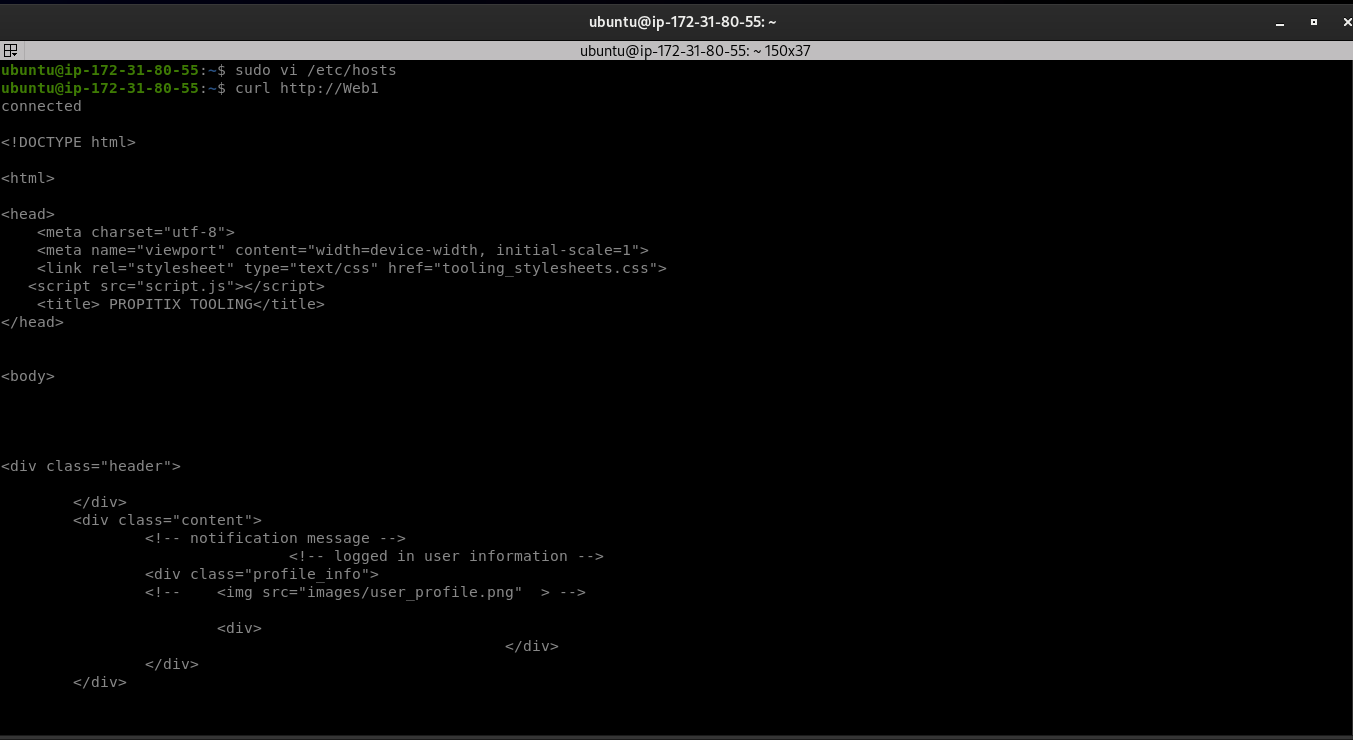 ubuntu@ip-172-31-80-55: ~
ubuntu@ip-172-31-80-55: ~ 150x37
ubuntu@ip-172-31-80-55:~$ sudo vi /etc/hosts
ubuntu@ip-172-31-80-55:~$ curl http://Web1
connected
<!DOCTYPE html>
<html>
<head>
    <meta charset="utf-8">
    <meta name="viewport" content="width=device-width, initial-scale=1">
    <link rel="stylesheet" type="text/css" href="tooling_stylesheets.css">
   <script src="script.js"></script>
    <title> PROPITIX TOOLING</title>
</head>
<body>
<div class="header">
        </div>
        <div class="content">
                <!-- notification message -->
                                <!-- logged in user information -->
                <div class="profile_info">
                <!--    <img src="images/user_profile.png"  > -->
                        <div>
                                                        </div>
                </div>
        </div>